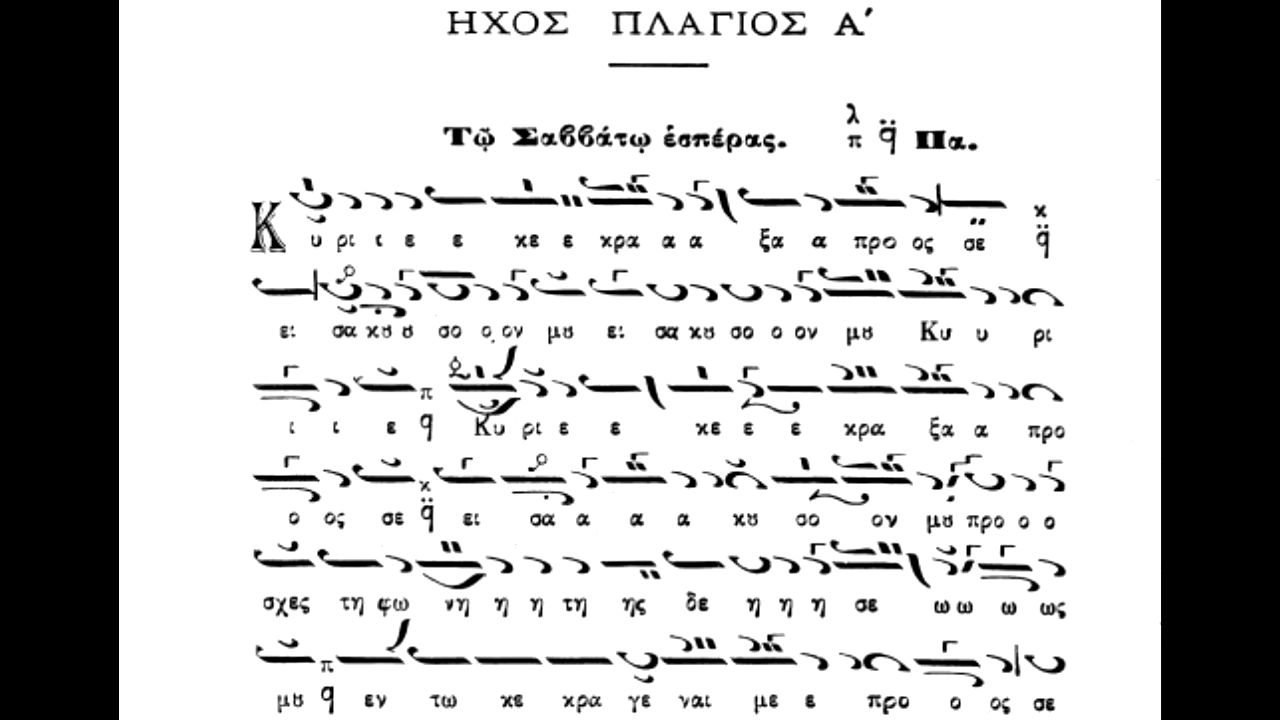 ΗΧΟΣ ΠΛΑΓΙΟΣ Α΄
Τῷ Σαββάτῳ ἑσπέρας. λ π q̈ Πα.
Κ υ ρι ι ε ε κε ε κρα α α ξα α προ ος σε κ q̈
ει σα κȣ ȣ σο ο ον μȣ ει σα κȣ σο ο ον μȣ Κυ υ ρι
ι ι ε π q Κυ ρι ε ε κε ε ε κρα ξα α προ
ο ος σε κ q̈ ει σα α α α κȣ σο ον μȣ προ ο ο
σχες τη φω νη η η τη ης δε η η η σε ω ω ω ως
μȣ π q εν τω κε κρα γε ναι με ε προ ο ος σε